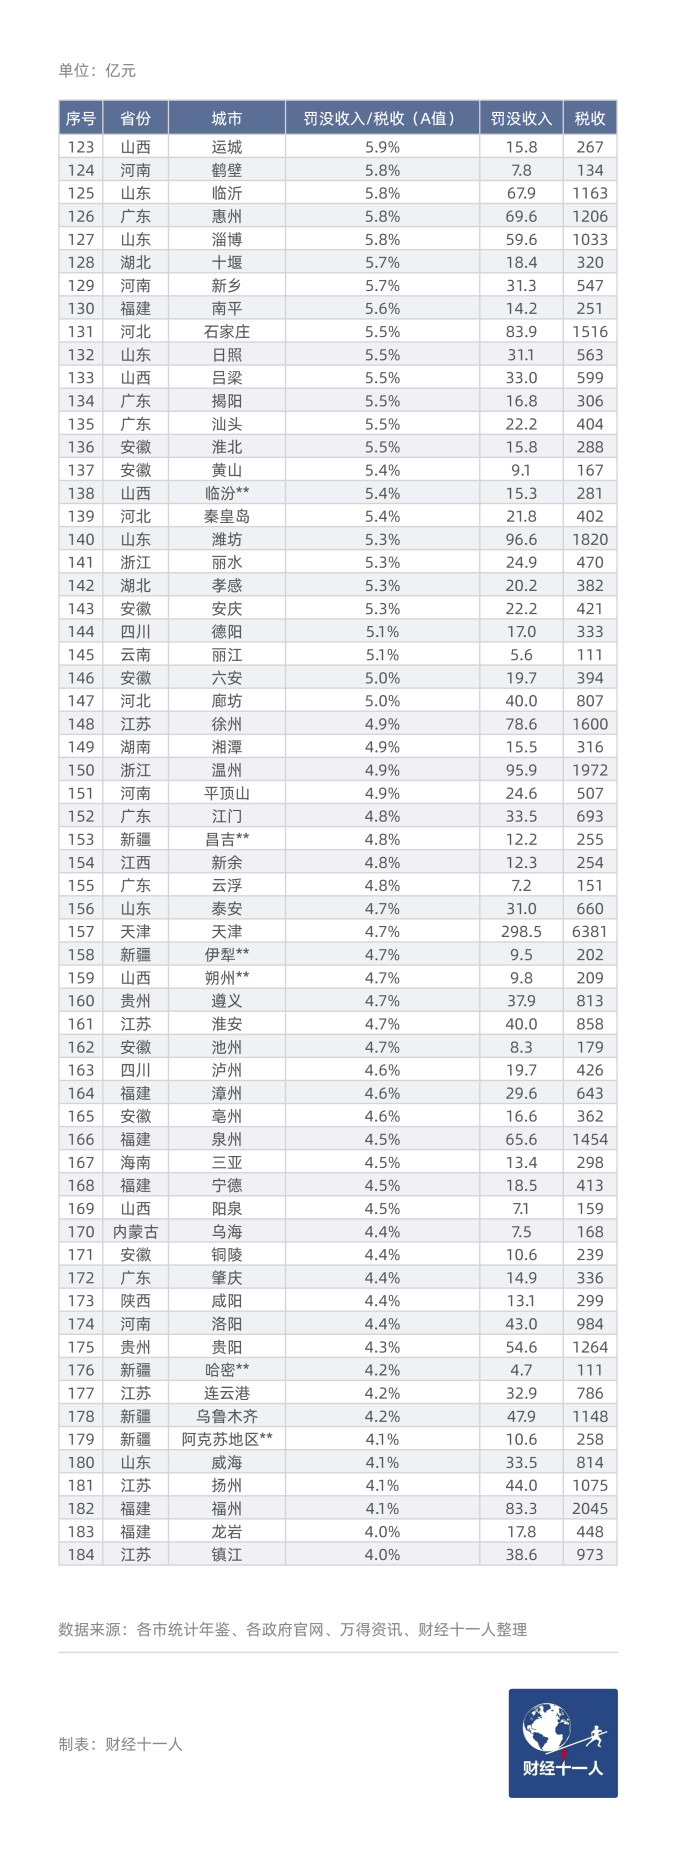 单位：亿元
序号 省份 城市 罚没收入/税收（A值） 罚没收入 税收
123 山西 运城 5.9% 15.8 267
124 河南 鹤壁 5.8% 7.8 134
125 山东 临沂 5.8% 67.9 1163
126 广东 惠州 5.8% 69.6 1206
127 山东 淄博 5.8% 59.6 1033
128 湖北 十堰 5.7% 18.4 320
129 河南 新乡 5.7% 31.3 547
130 福建 南平 5.6% 14.2 251
131 河北 石家庄 5.5% 83.9 1516
132 山东 日照 5.5% 31.1 563
133 山西 吕梁 5.5% 33.0 599
134 广东 揭阳 5.5% 16.8 306
135 广东 汕头 5.5% 22.2 404
136 安徽 淮北 5.5% 15.8 288
137 安徽 黄山 5.4% 9.1 167
138 山西 临汾** 5.4% 15.3 281
139 河北 秦皇岛 5.4% 21.8 402
140 山东 潍坊 5.3% 96.6 1820
141 浙江 丽水 5.3% 24.9 470
142 湖北 孝感 5.3% 20.2 382
143 安徽 安庆 5.3% 22.2 421
144 四川 德阳 5.1% 17.0 333
145 云南 丽江 5.1% 5.6 111
146 安徽 六安 5.0% 19.7 394
147 河北 廊坊 5.0% 40.0 807
148 江苏 徐州 4.9% 78.6 1600
149 湖南 湘潭 4.9% 15.5 316
150 浙江 温州 4.9% 95.9 1972
151 河南 平顶山 4.9% 24.6 507
152 广东 江门 4.8% 33.5 693
153 新疆 昌吉** 4.8% 12.2 255
154 江西 新余 4.8% 12.3 254
155 广东 云浮 4.8% 7.2 151
156 山东 泰安 4.7% 31.0 660
157 天津 天津 4.7% 298.5 6381
158 新疆 伊犁** 4.7% 9.5 202
159 山西 朔州** 4.7% 9.8 209
160 贵州 遵义 4.7% 37.9 813
161 江苏 淮安 4.7% 40.0 858
162 安徽 池州 4.7% 8.3 179
163 四川 泸州 4.6% 19.7 426
164 福建 漳州 4.6% 29.6 643
165 安徽 亳州 4.6% 16.6 362
166 福建 泉州 4.5% 65.6 1454
167 海南 三亚 4.5% 13.4 298
168 福建 宁德 4.5% 18.5 413
169 山西 阳泉 4.5% 7.1 159
170 内蒙古 乌海 4.4% 7.5 168
171 安徽 铜陵 4.4% 10.6 239
172 广东 肇庆 4.4% 14.9 336
173 陕西 咸阳 4.4% 13.1 299
174 河南 洛阳 4.4% 43.0 984
175 贵州 贵阳 4.3% 54.6 1264
176 新疆 哈密** 4.2% 4.7 111
177 江苏 连云港 4.2% 32.9 786
178 新疆 乌鲁木齐 4.2% 47.9 1148
179 新疆 阿克苏地区** 4.1% 10.6 258
180 山东 威海 4.1% 33.5 814
181 江苏 扬州 4.1% 44.0 1075
182 福建 福州 4.1% 83.3 2045
183 福建 龙岩 4.0% 17.8 448
184 江苏 镇江 4.0% 38.6 973
数据来源：各市统计年鉴、各政府官网、万得资讯、财经十一人整理
制表：财经十一人
财经十一人